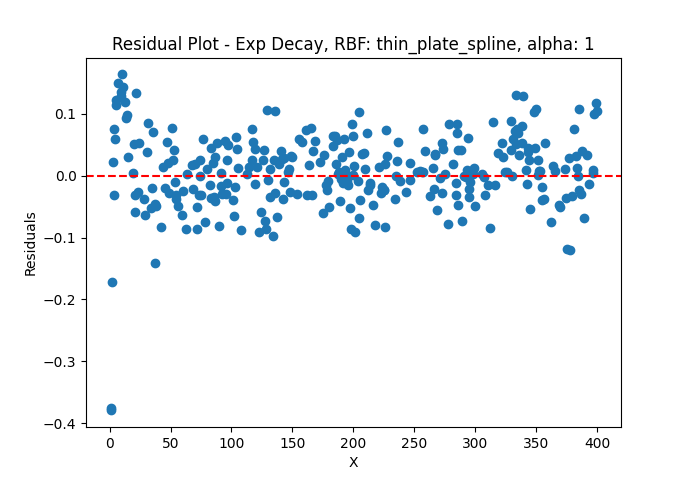 Residual Plot - Exp Decay, RBF: thin_plate_spline, alpha: 1
Residuals
0.1
0.0
−0.1
−0.2
−0.3
−0.4
0 50 100 150 200 250 300 350 400
X